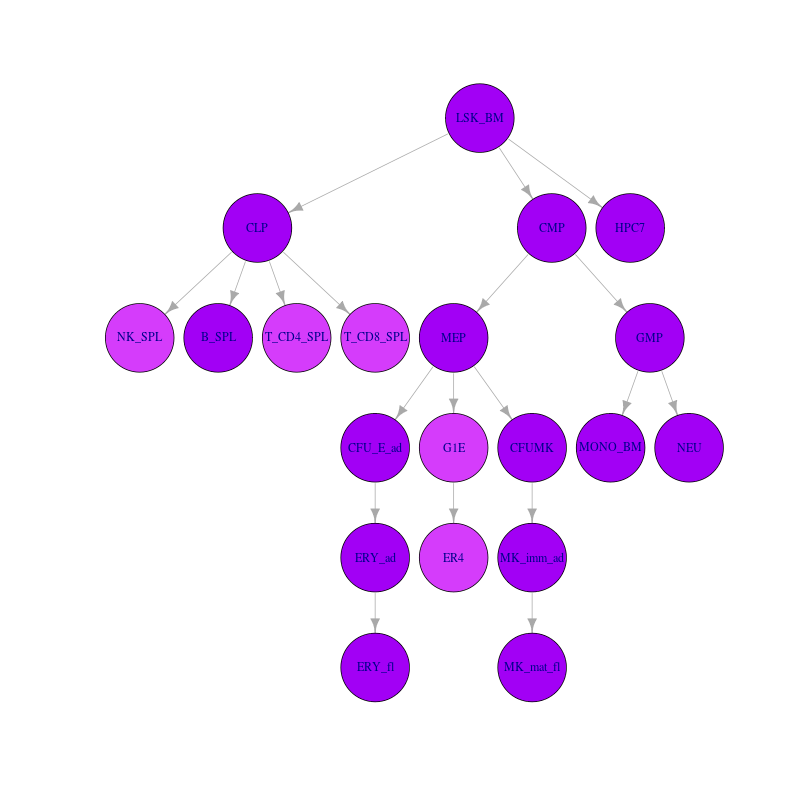 LSK_BM
CLP
CMP
HPC7
NK_SPL
B_SPL
T_CD4_SPL
T_CD8_SPL
MEP
GMP
CFU_E_ad
G1E
CFUMK
MONO_BM
NEU
ERY_ad
ER4
MK_imm_ad
ERY_fl
MK_mat_fl